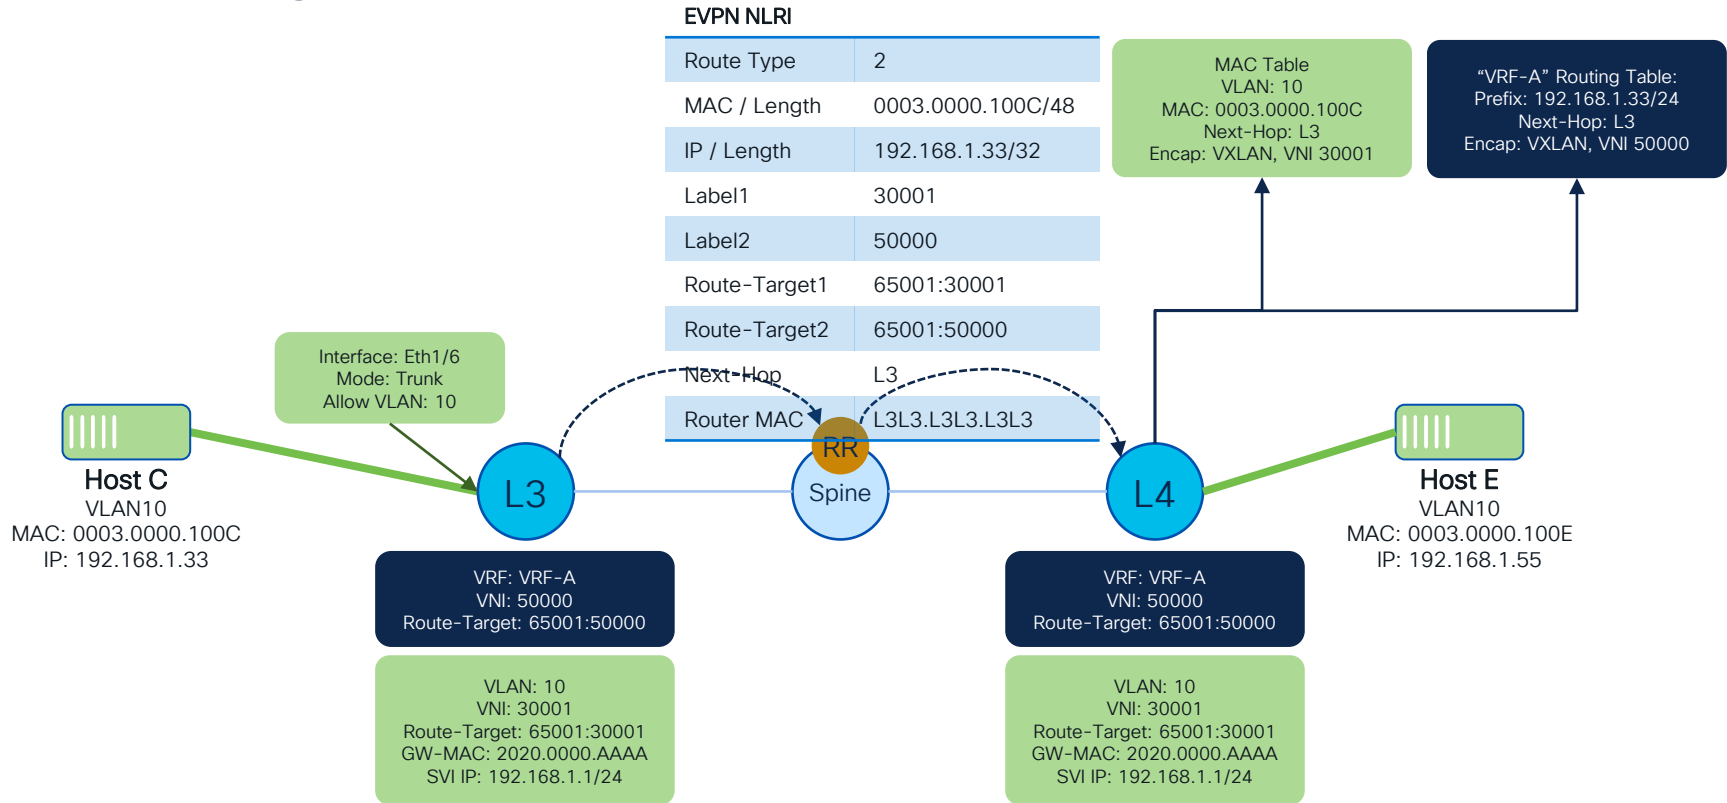 EVPN NLRI
Route Type 2
MAC / Length 0003.0000.100C/48
IP / Length 192.168.1.33/32
Label1 30001
Label2 50000
Route-Target1 65001:30001
Route-Target2 65001:50000
Next-Hop L3
Router MAC L3L3.L3L3.L3L3
MAC Table
VLAN: 10
MAC: 0003.0000.100C
Next-Hop: L3
Encap: VXLAN, VNI 30001
“VRF-A” Routing Table:
Prefix: 192.168.1.33/24
Next-Hop: L3
Encap: VXLAN, VNI 50000
Interface: Eth1/6
Mode: Trunk
Allow VLAN: 10
Host C
VLAN10
MAC: 0003.0000.100C
IP: 192.168.1.33
L3
RR
Spine
L4
Host E
VLAN10
MAC: 0003.0000.100E
IP: 192.168.1.55
VRF: VRF-A
VNI: 50000
Route-Target: 65001:50000
VLAN: 10
VNI: 30001
Route-Target: 65001:30001
GW-MAC: 2020.0000.AAAA
SVI IP: 192.168.1.1/24
VRF: VRF-A
VNI: 50000
Route-Target: 65001:50000
VLAN: 10
VNI: 30001
Route-Target: 65001:30001
GW-MAC: 2020.0000.AAAA
SVI IP: 192.168.1.1/24